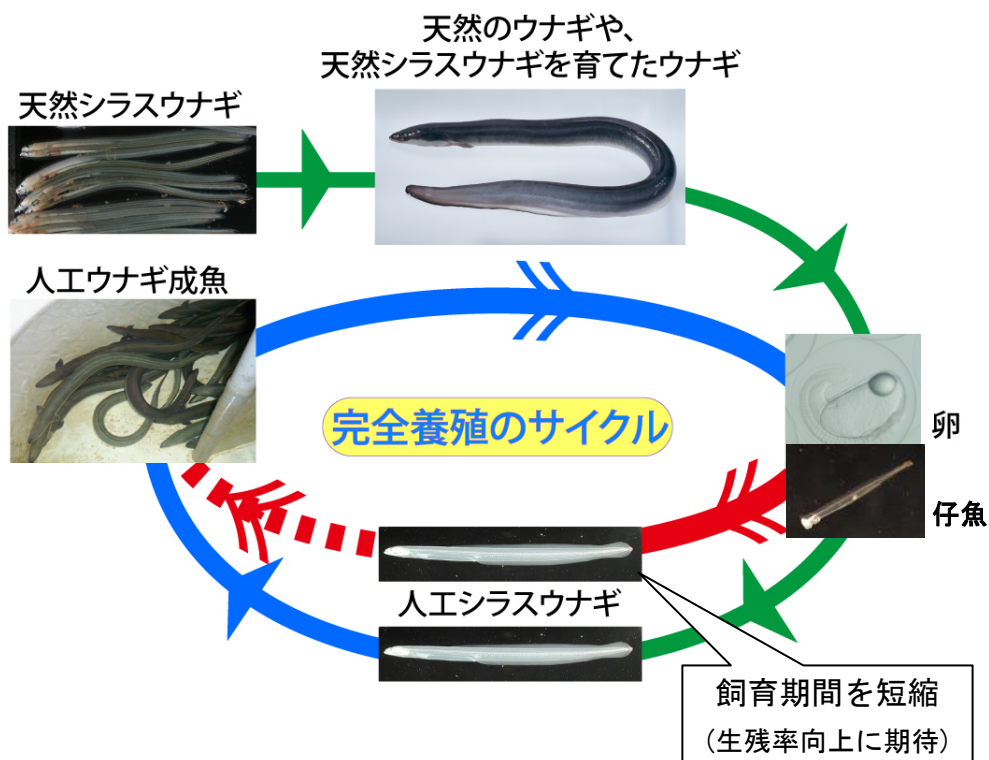 天然のウナギや、
天然シラスウナギを育てたウナギ
天然シラスウナギ
人工ウナギ成魚
完全養殖のサイクル
卵
仔魚
人工シラスウナギ
飼育期間を短縮
（生残率向上に期待）